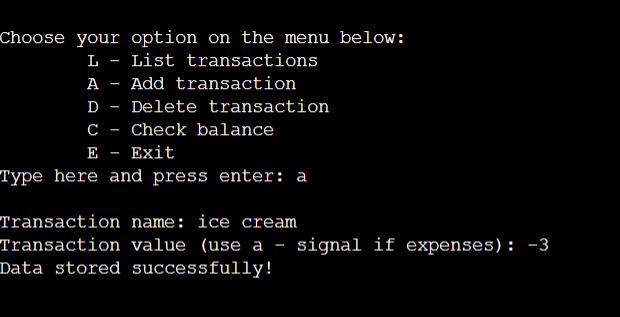 Choose your option on the menu below:
L - List transactions
A - Add transaction
D - Delete transaction
C - Check balance
E - Exit
Type here and press enter: a
Transaction name: ice cream
Transaction value (use a - signal if expenses): -3
Data stored successfully!